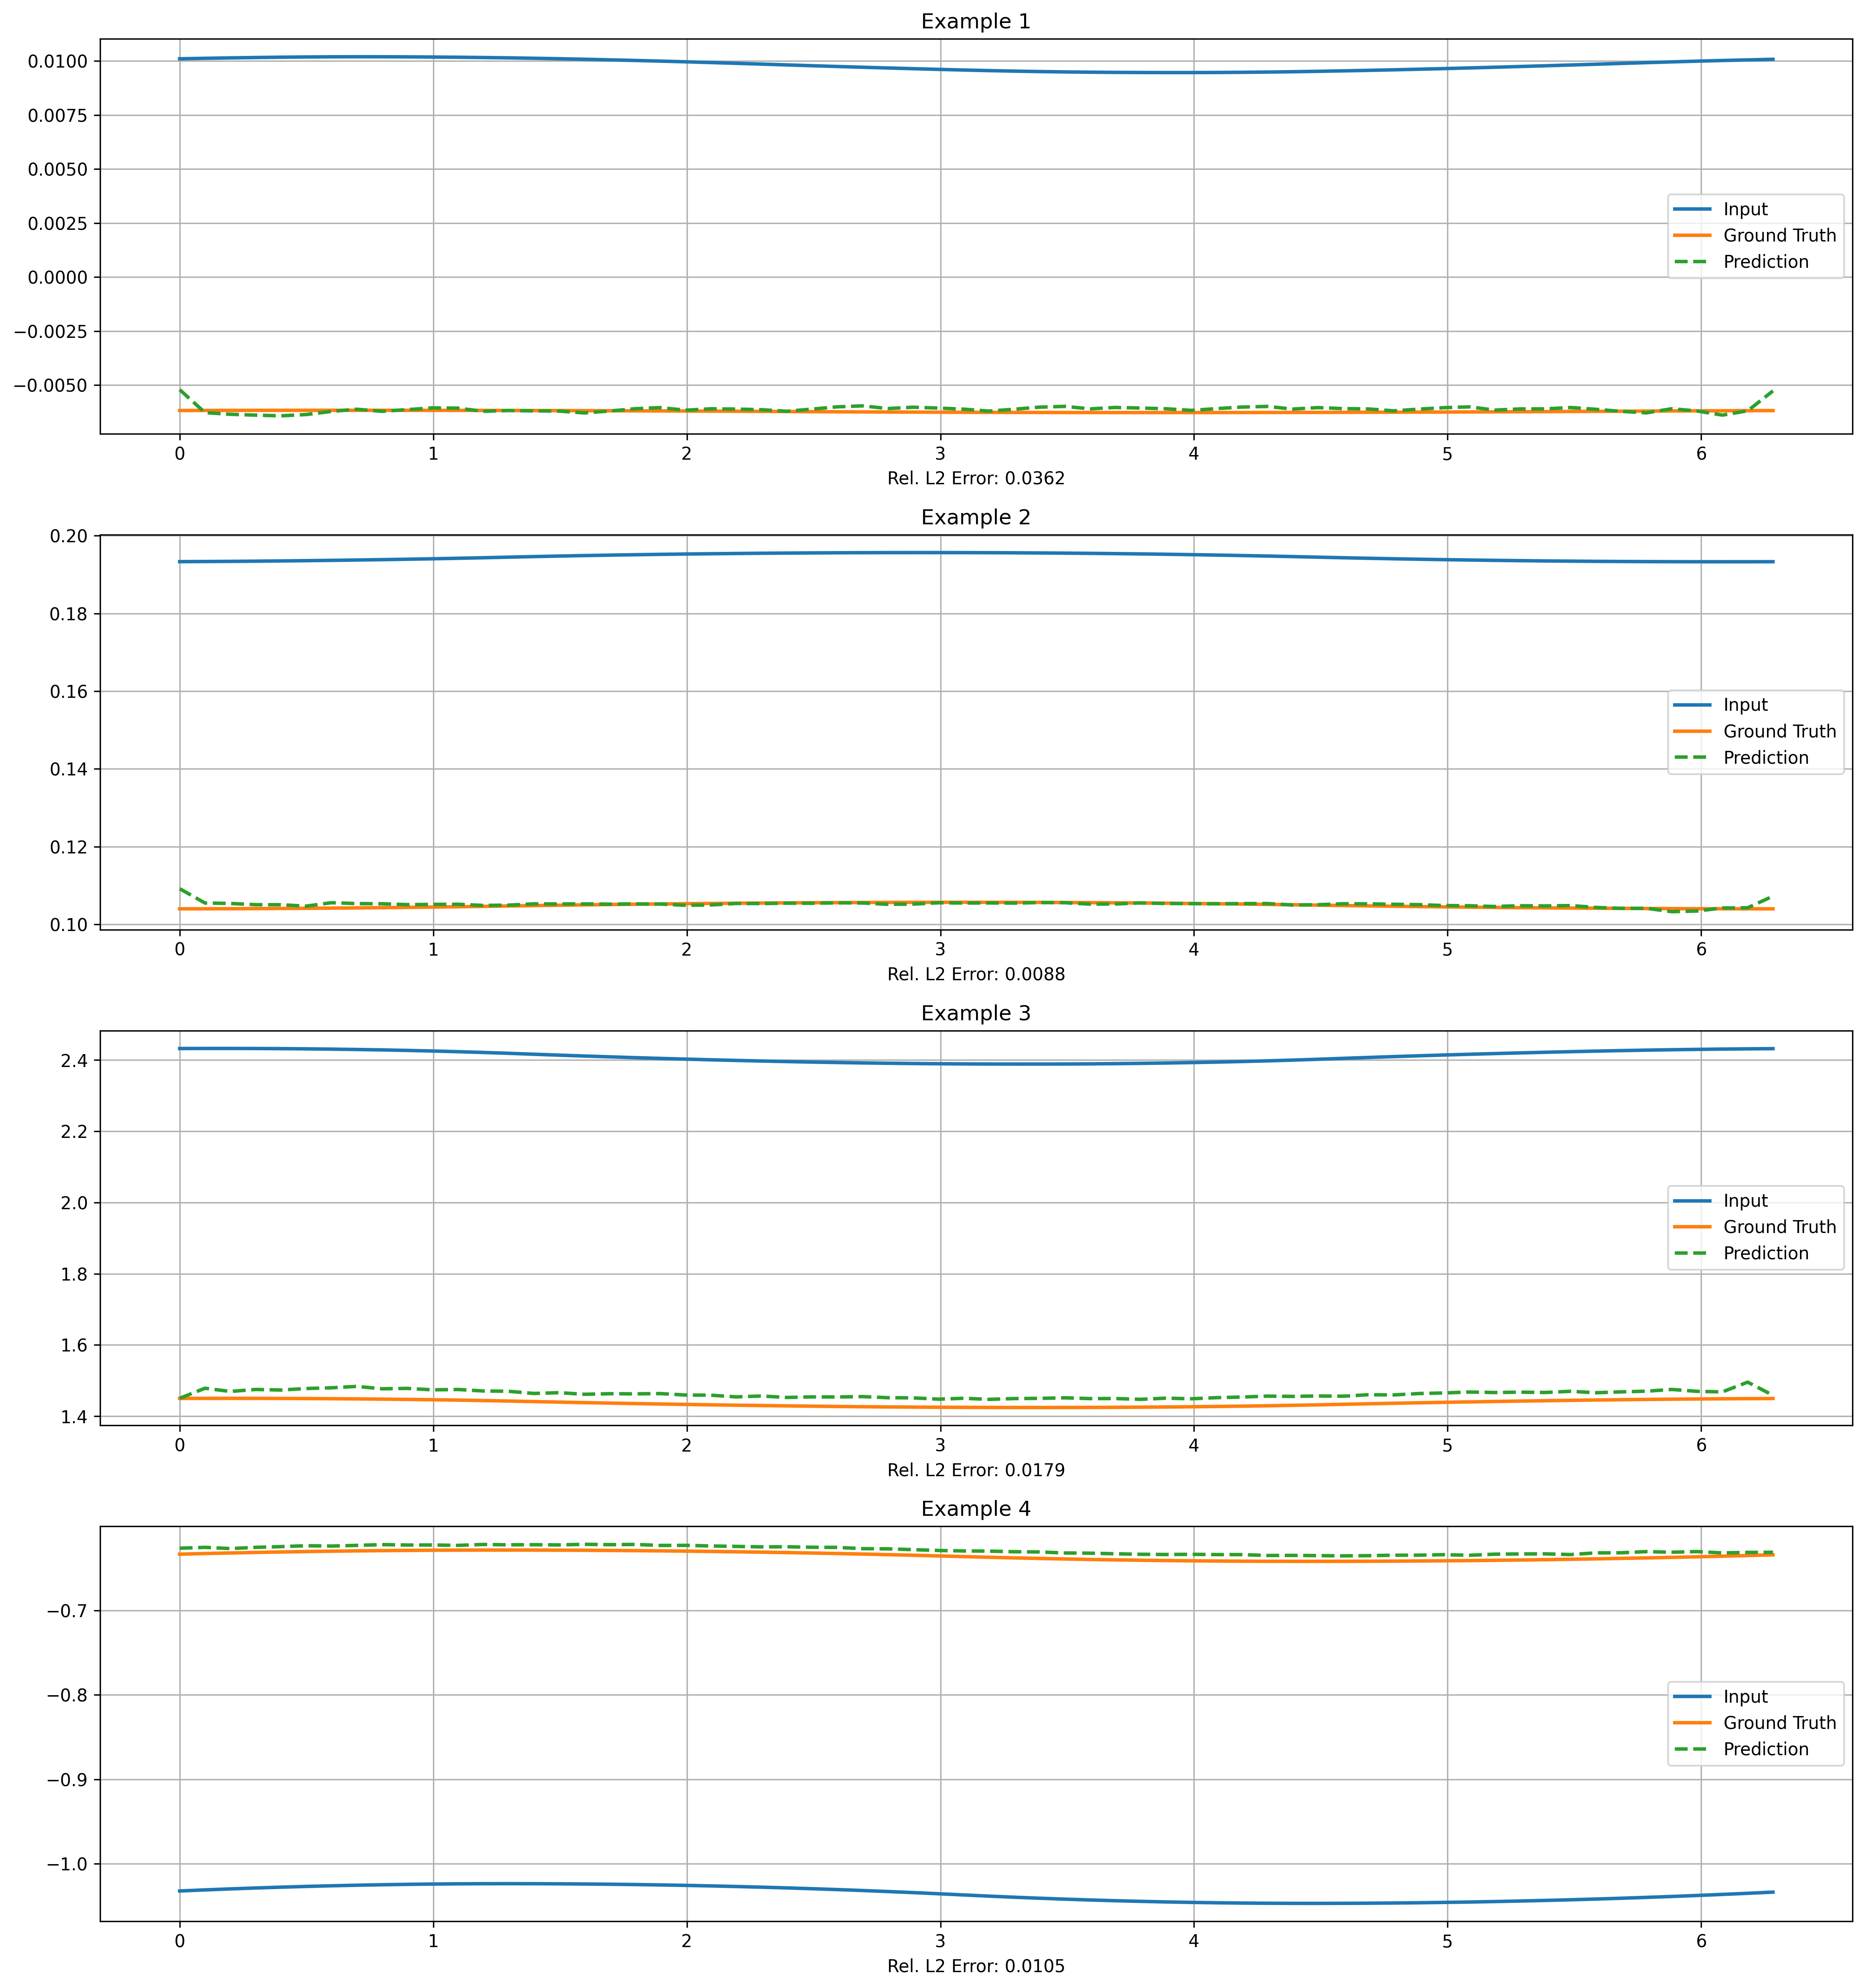 Example 1
0.0100
0.0075
0.0050
0.0025
0.0000
−0.0025
−0.0050
Input
Ground Truth
Prediction
0 1 2 3 4 5 6
Rel. L2 Error: 0.0362
Example 2
0.20
0.18
0.16
0.14
0.12
0.10
Input
Ground Truth
Prediction
0 1 2 3 4 5 6
Rel. L2 Error: 0.0088
Example 3
2.4
2.2
2.0
1.8
1.6
1.4
Input
Ground Truth
Prediction
0 1 2 3 4 5 6
Rel. L2 Error: 0.0179
Example 4
−0.7
−0.8
−0.9
−1.0
Input
Ground Truth
Prediction
0 1 2 3 4 5 6
Rel. L2 Error: 0.0105